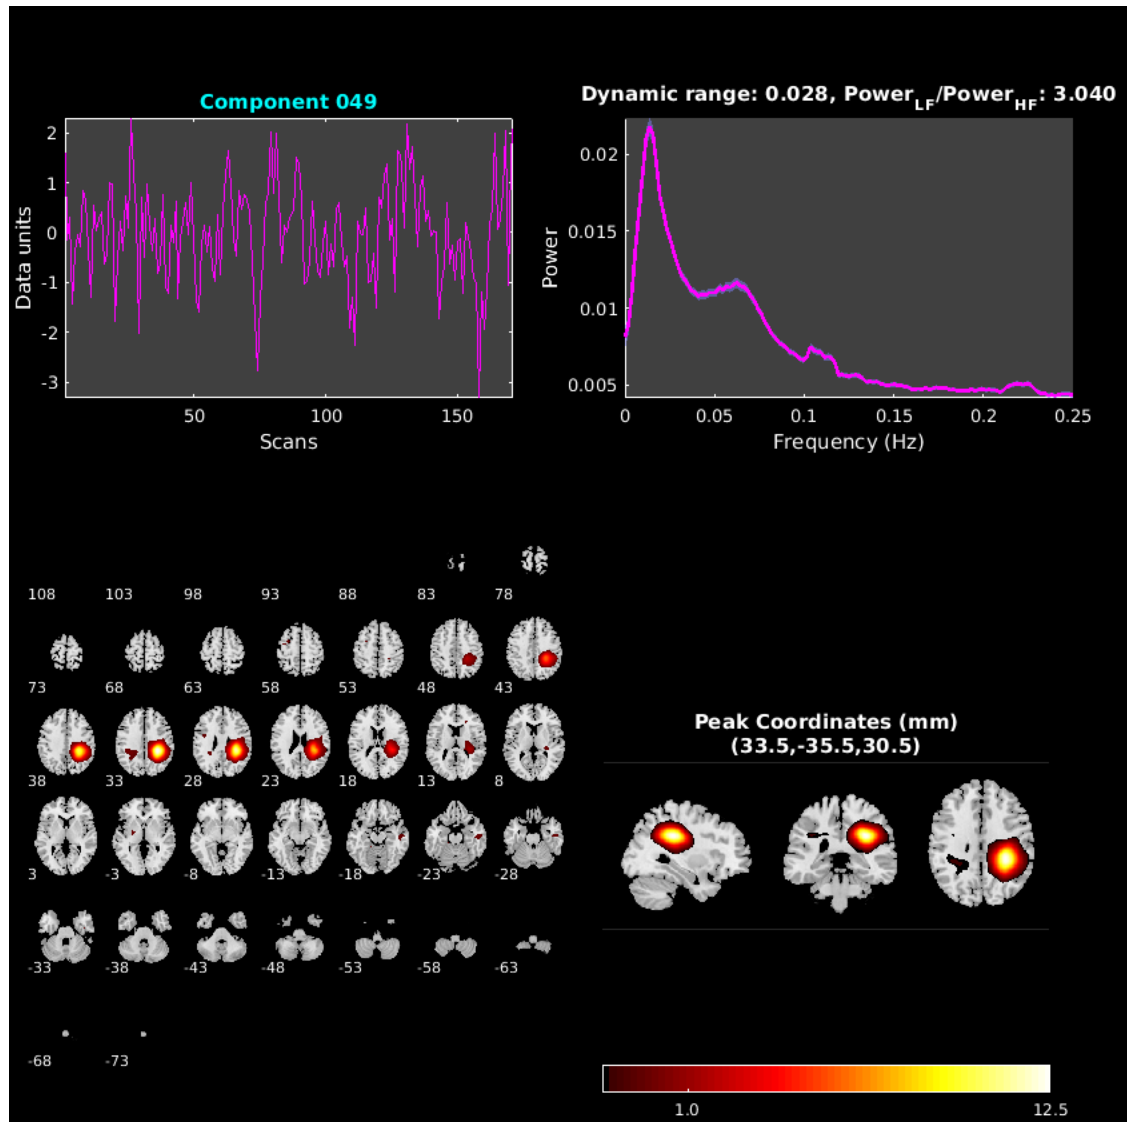 Component 049
Dynamic range: 0.028, Power_LF/Power_HF: 3.040
2
1
0
-1
-2
-3
Data units
50
100
150
Scans
0.02
0.015
0.01
0.005
Power
0
0.05
0.1
0.15
0.2
0.25
Frequency (Hz)
108 103 98 93 88 83 78
73 68 63 58 53 48 43
38 33 28 23 18 13 8
3 -3 -8 -13 -18 -23 -28
-33 -38 -43 -48 -53 -58 -63
-68 -73
Peak Coordinates (mm)
(33.5,-35.5,30.5)
1.0 12.5